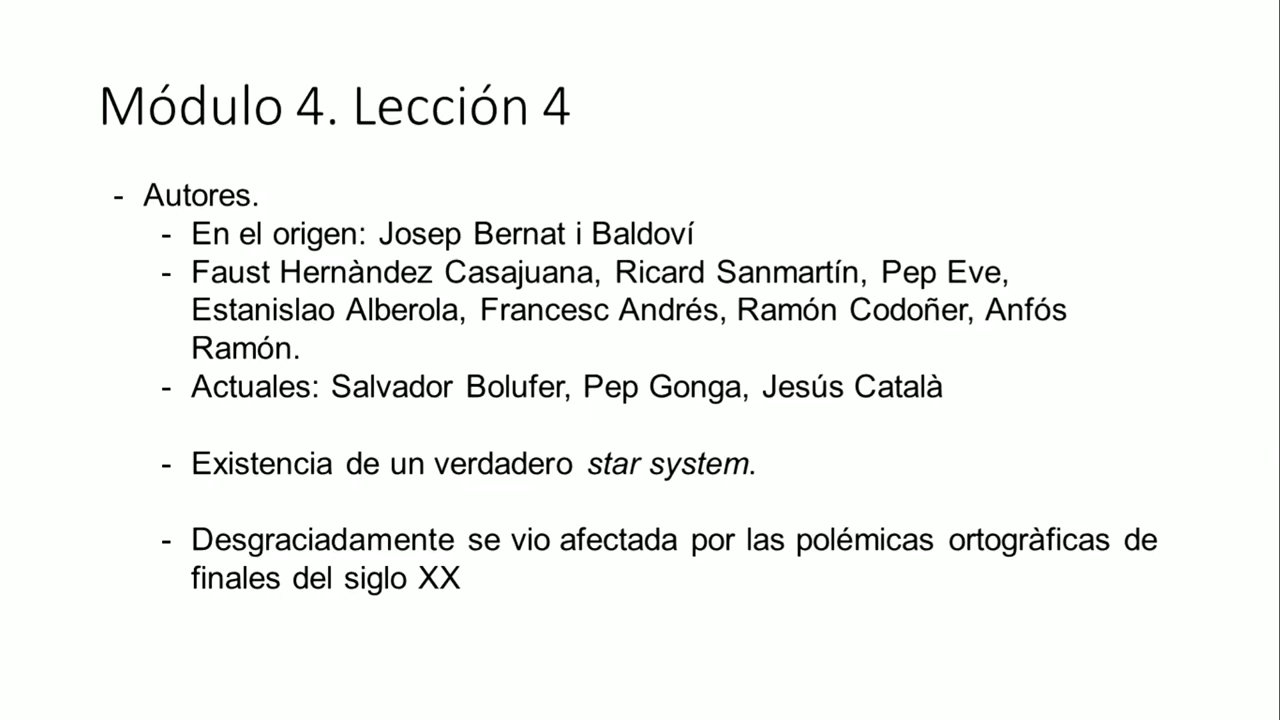 Módulo 4. Lección 4
- Autores.
- En el origen: Josep Bernat i Baldoví
- Faust Hernàndez Casajuana, Ricard Sanmartín, Pep Eve,
Estanislao Alberola, Francesc Andrés, Ramón Codoñer, Anfós
Ramón.
- Actuales: Salvador Bolufer, Pep Gonga, Jesús Català
- Existencia de un verdadero star system.
- Desgraciadamente se vio afectada por las polémicas ortogràficas de
finales del siglo XX